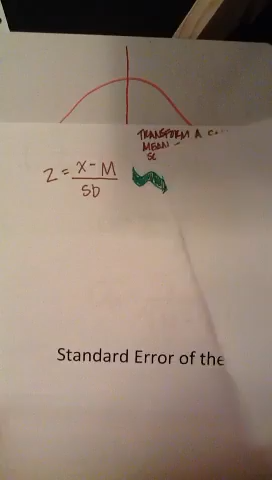 TRANSFORM A
MEAN -
Z = X - M
SD
Standard Error of the